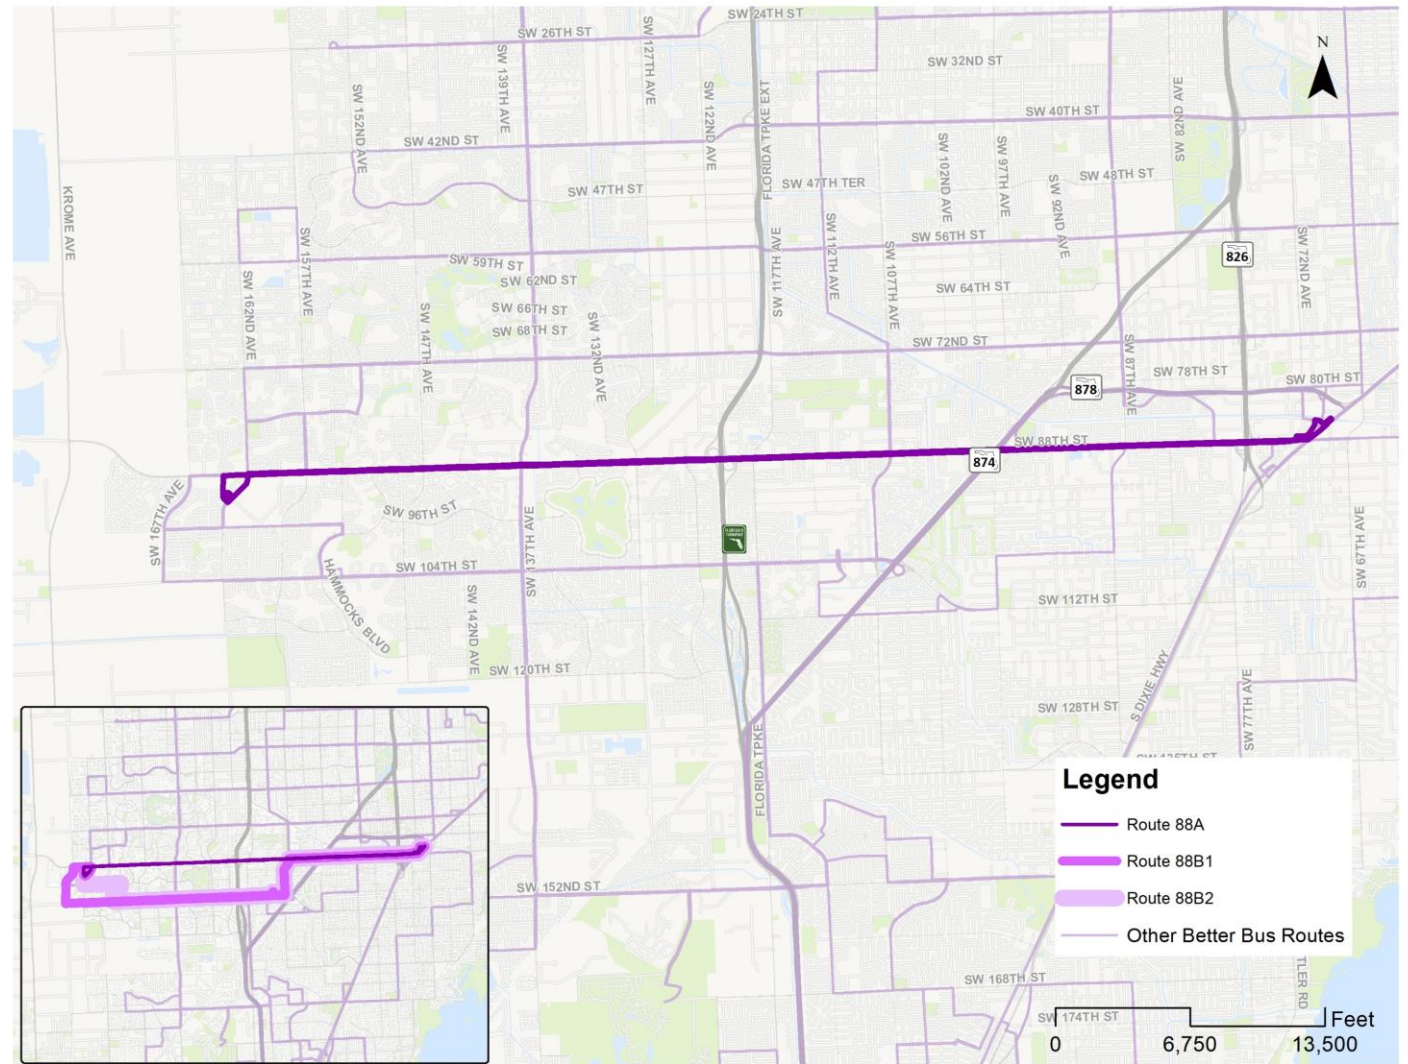 SW 24TH ST
SW 26TH ST
SW 127TH AVE
SW 139TH AVE
SW 32ND ST
N
SW 152ND AVE
SW 122ND AVE
FLORIDA TPKE EXT
SW 82ND AVE
SW 40TH ST
SW 42ND ST
SW 102ND AVE
SW 97TH AVE
SW 47TH ST
SW 47TH TER
SW 48TH ST
SW 92ND AVE
KROME AVE
SW 157TH AVE
SW 117TH AVE
SW 112TH AVE
SW 107TH AVE
SW 56TH ST
826
SW 72ND AVE
SW 59TH ST
SW 62ND ST
SW 64TH ST
SW 162ND AVE
SW 147TH AVE
SW 66TH ST
SW 68TH ST
SW 132ND AVE
SW 72ND ST
SW 87TH AVE
SW 78TH ST
SW 80TH ST
878
SW 88TH ST
874
SW 167TH AVE
SW 96TH ST
SW 137TH AVE
SW 67TH AVE
SW 104TH ST
HAMMOCKS BLVD
SW 142ND AVE
SW 112TH ST
SW 120TH ST
S DIXIE HWY
SW 77TH AVE
SW 128TH ST
FLORIDA TPKE
Legend
Route 88A
Route 88B1
Route 88B2
Other Better Bus Routes
SW 152ND ST
SW 168TH ST
TLER RD
SW 174TH ST
Feet
0 6,750 13,500